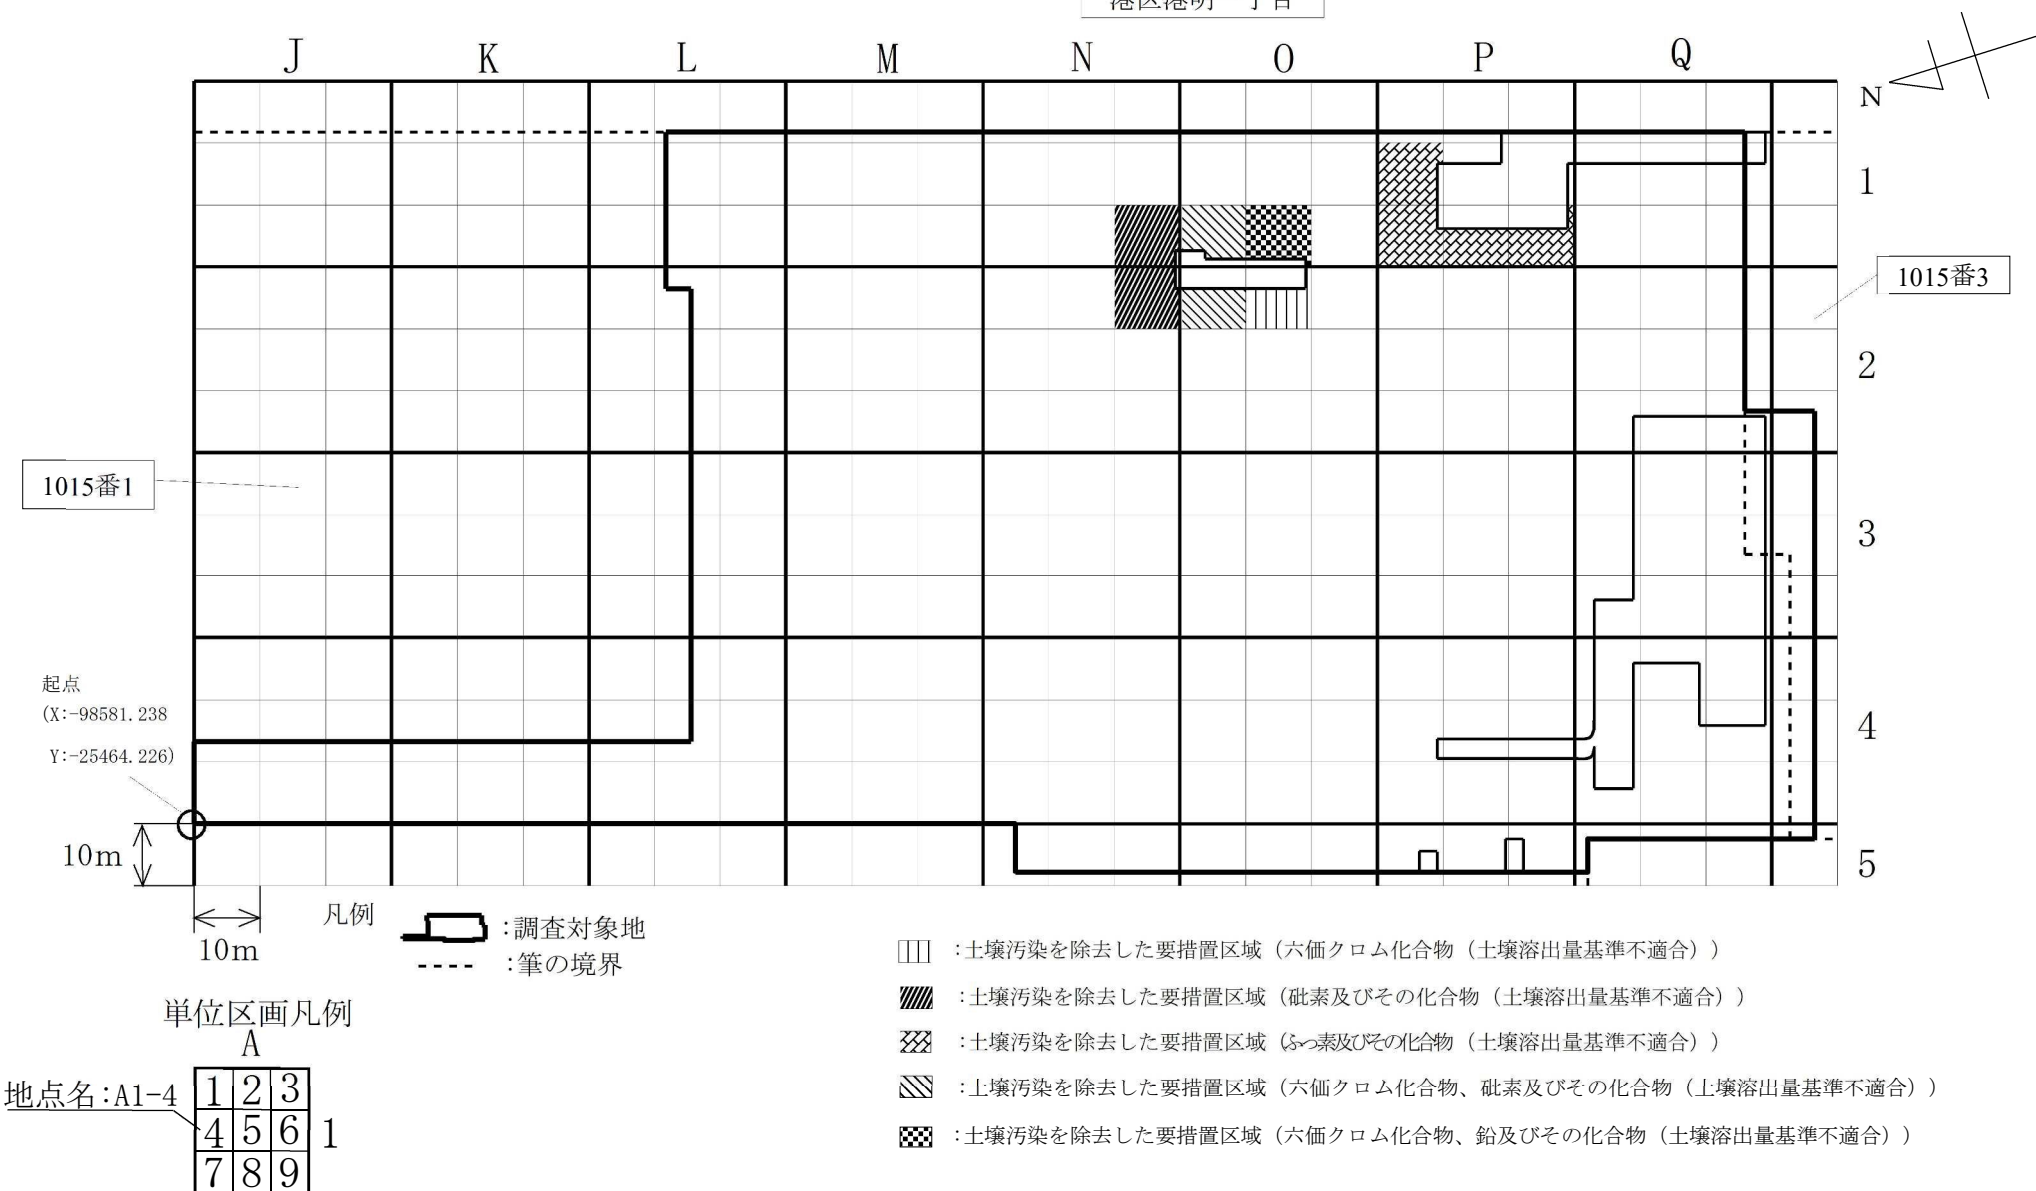 J K L M N O P Q
N
1
1015番3
2
1015番1
3
起点
(X:-98581.238
Y:-25464.226)
4
10m
5
10m
凡例
:調査対象地
:筆の境界
:土壌汚染を除去した要措置区域（六価クロム化合物（土壌溶出量基準不適合））
:土壌汚染を除去した要措置区域（砒素及びその化合物（土壌溶出量基準不適合））
:土壌汚染を除去した要措置区域（ふっ素及びその化合物（土壌溶出量基準不適合））
:土壌汚染を除去した要措置区域（六価クロム化合物、砒素及びその化合物（土壌溶出量基準不適合））
:土壌汚染を除去した要措置区域（六価クロム化合物、鉛及びその化合物（土壌溶出量基準不適合））
単位区画凡例
A
地点名:A1-4
1 2 3
4 5 6 1
7 8 9